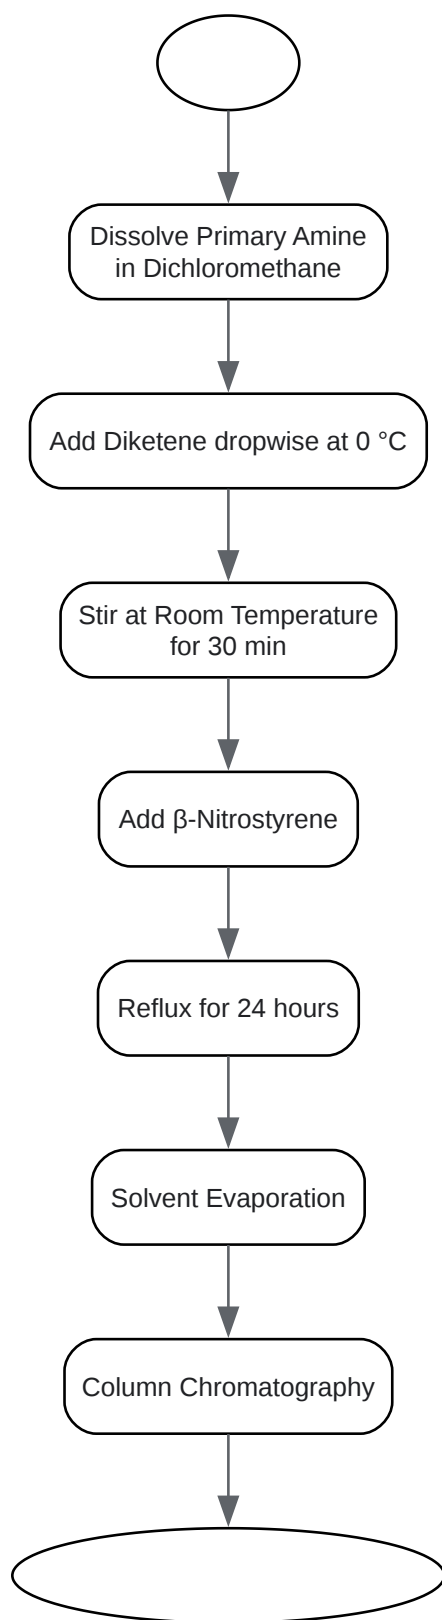 Dissolve Primary Amine
in Dichloromethane
Add Diketene dropwise at 0 °C
Stir at Room Temperature
for 30 min
Add β-Nitrostyrene
Reflux for 24 hours
Solvent Evaporation
Column Chromatography